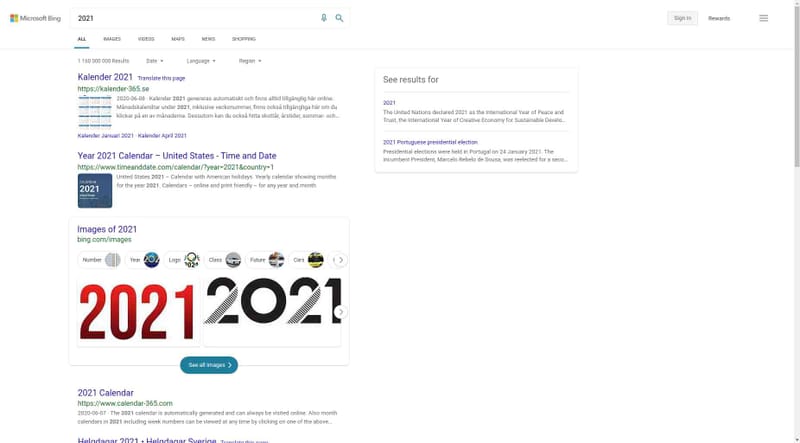 Microsoft Bing
2021
Sign in
Rewards
ALL
IMAGES
VIDEOS
MAPS
NEWS
SHOPPING
1 150 000 000 Results
Date
Language
Region
Kalender 2021 Translate this page
https://kalender-365.se
2020-06-08 · Kalender 2021 genereras automatiskt och finns alltid tillgänglig här online.
Månadskalendrar under 2021, inklusive veckonummer, finns också tillgängliga här om du
klickar på en av månaderna. Dessutom kan du också hitta skottår, årstider, sommar- och...
Kalender Januari 2021 · Kalender April 2021
Year 2021 Calendar – United States - Time and Date
https://www.timeanddate.com/calendar/?year=2021&country=1
2021
United States 2021 – Calendar with American holidays. Yearly calendar showing months
for the year 2021. Calendars – online and print friendly – for any year and month
Images of 2021
bing.com/images
Number
Year
Logo
Class
Future
Cars
2021
2021
See all images
2021 Calendar
https://www.calendar-365.com
2020-06-07 · The 2021 calendar is automatically generated and can always be visited online. Also month
calendars in 2021 including week numbers can be viewed at any time by clicking on one of the above...
Helgdagar 2021 • Helgdagar Sverige Translate this page
See results for
2021
The United Nations declared 2021 as the International Year of Peace and
Trust, the International Year of Creative Economy for Sustainable Develo...
2021 Portuguese presidential election
Presidential elections were held in Portugal on 24 January 2021. The
incumbent President, Marcelo Rebelo de Sousa, was reelected for a seco...